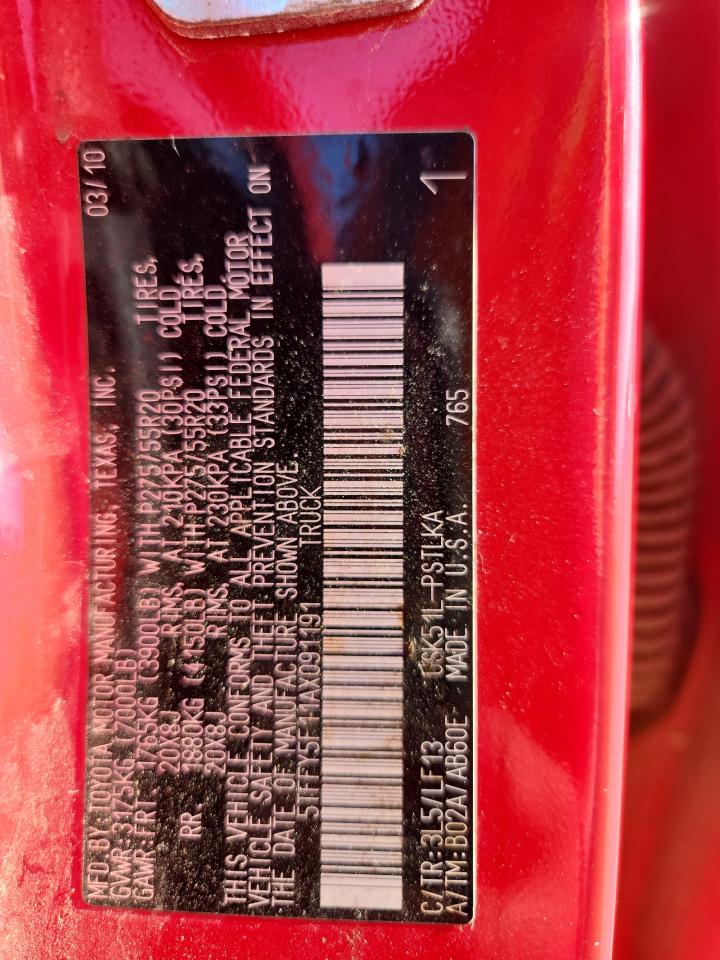 MFD BY TOYOTA MOTOR MANUFACTURING, TEXAS, INC. 03/10
GVWR 3175KG (7000LB)
GAWR FRT 1765KG (3900LB) WITH P275/55R20 TIRES,
20X8J RIMS, AT 210KPA (30PSI) COLD.
RR 1880KG (4150LB) WITH P275/55R20 TIRES,
20X8J RIMS, AT 230KPA (33PSI) COLD.
THIS VEHICLE CONFORMS TO ALL APPLICABLE FEDERAL MOTOR
VEHICLE SAFETY AND THEFT PREVENTION STANDARDS IN EFFECT ON
THE DATE OF MANUFACTURE SHOWN ABOVE.
TRUCK
C/TR:3L5/LF13 USK51L-PSTLKA
A/TM:B02A/AB60E MADE IN U.S.A. 765 1